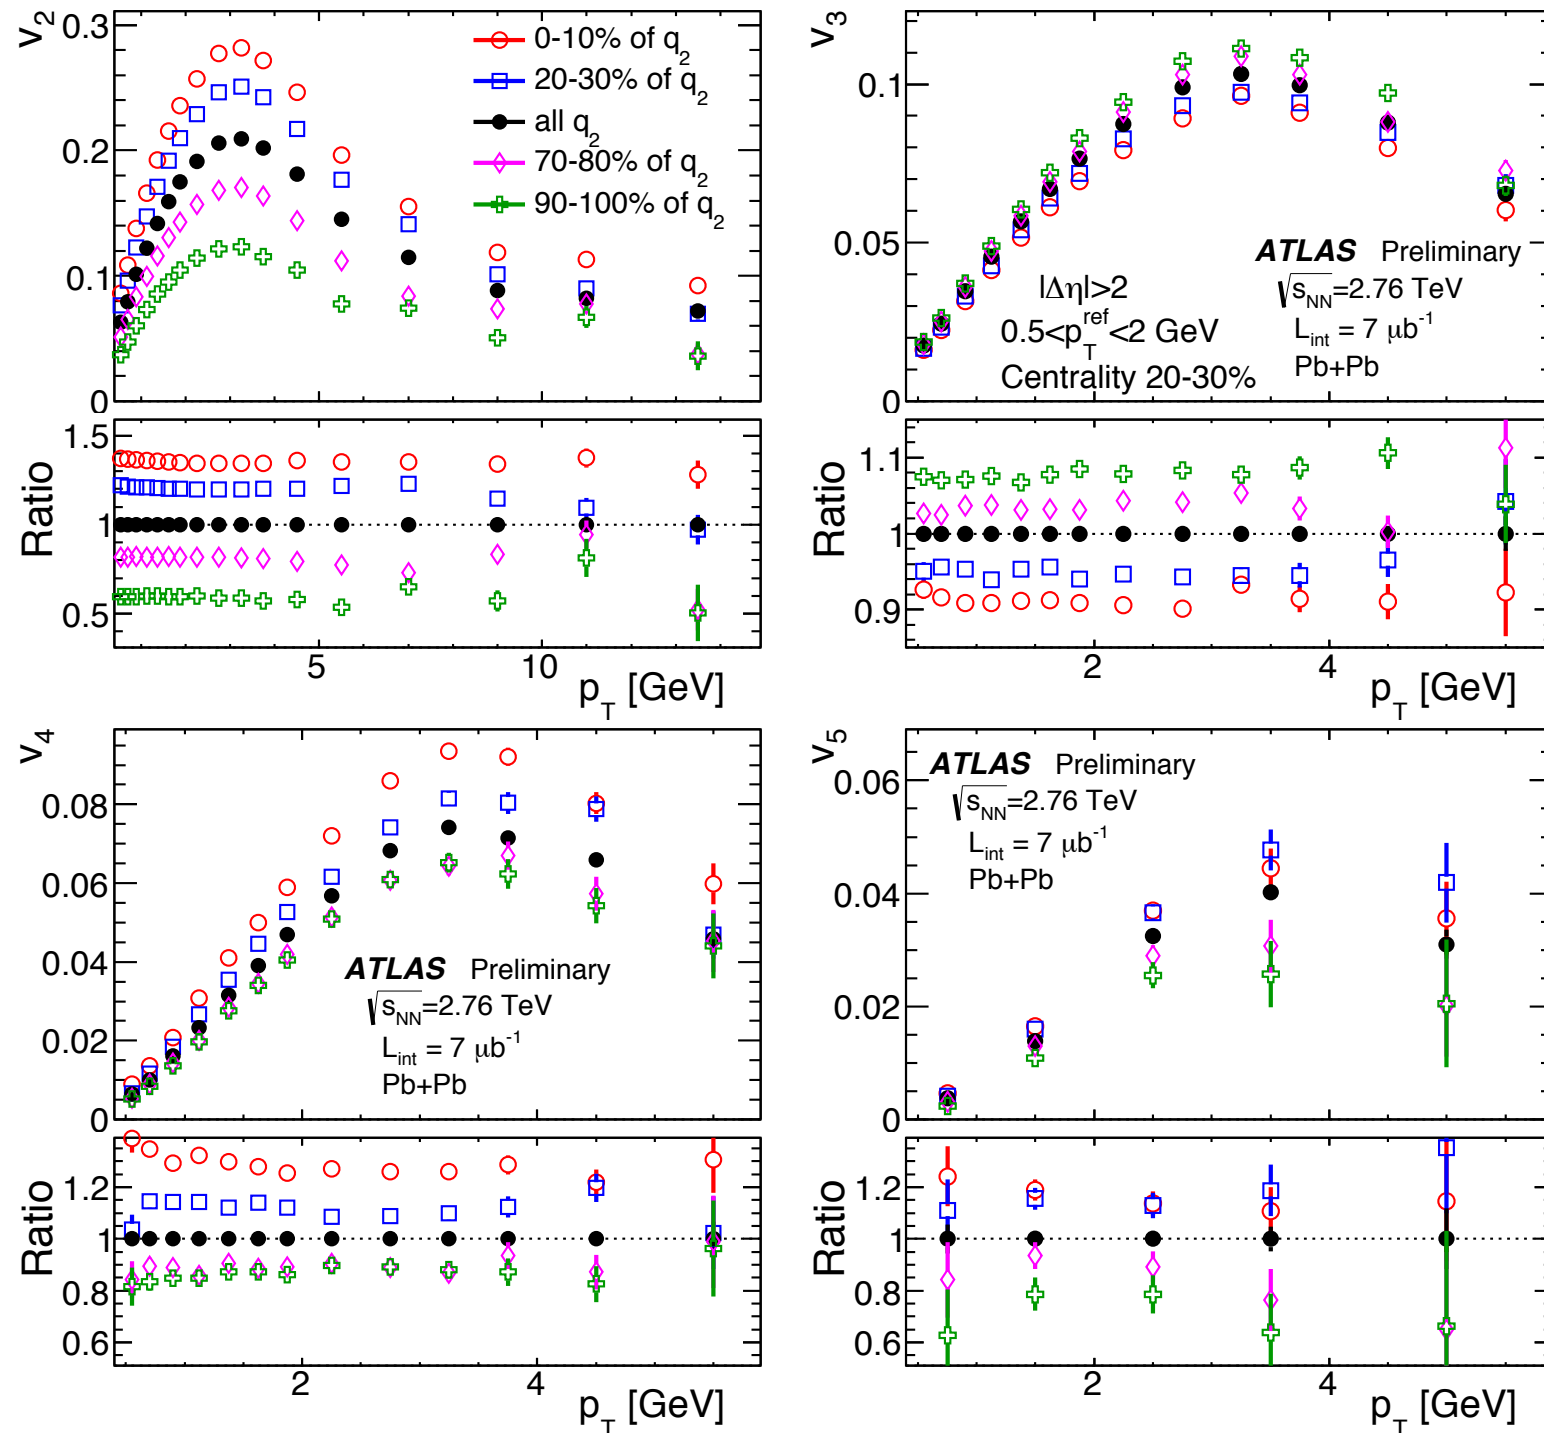 v2
0.3
0.2
0.1
0
0-10% of q2
20-30% of q2
all q2
70-80% of q2
90-100% of q2
Ratio
1.5
1
0.5
5
10
pT [GeV]
v3
0.1
0.05
0
ATLAS Preliminary
√sNN=2.76 TeV
Lint = 7 μb-1
Pb+Pb
|Δη|>2
0.5<pTref<2 GeV
Centrality 20-30%
Ratio
1.1
1
0.9
2
4
pT [GeV]
v4
0.08
0.06
0.04
0.02
0
ATLAS Preliminary
√sNN=2.76 TeV
Lint = 7 μb-1
Pb+Pb
Ratio
1.2
1
0.8
0.6
2
4
pT [GeV]
v5
0.06
0.04
0.02
0
ATLAS Preliminary
√sNN=2.76 TeV
Lint = 7 μb-1
Pb+Pb
Ratio
1.2
1
0.8
0.6
2
4
pT [GeV]